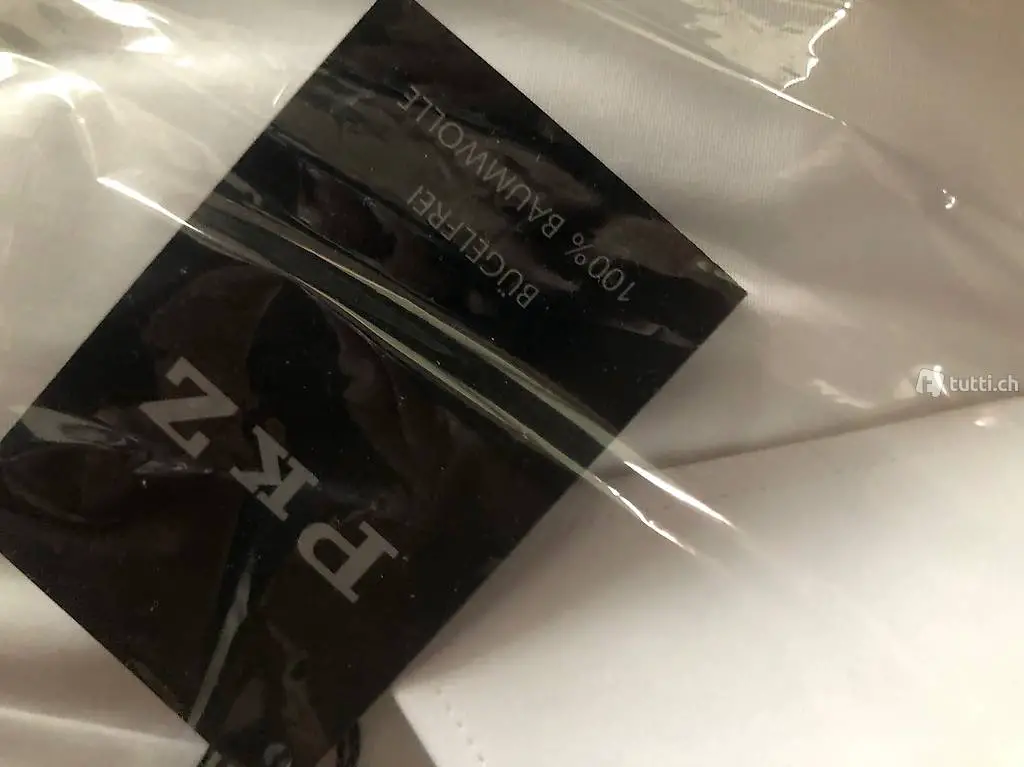 PKZ
BÜGELFREI
100% BAUMWOLLE
tutti.ch